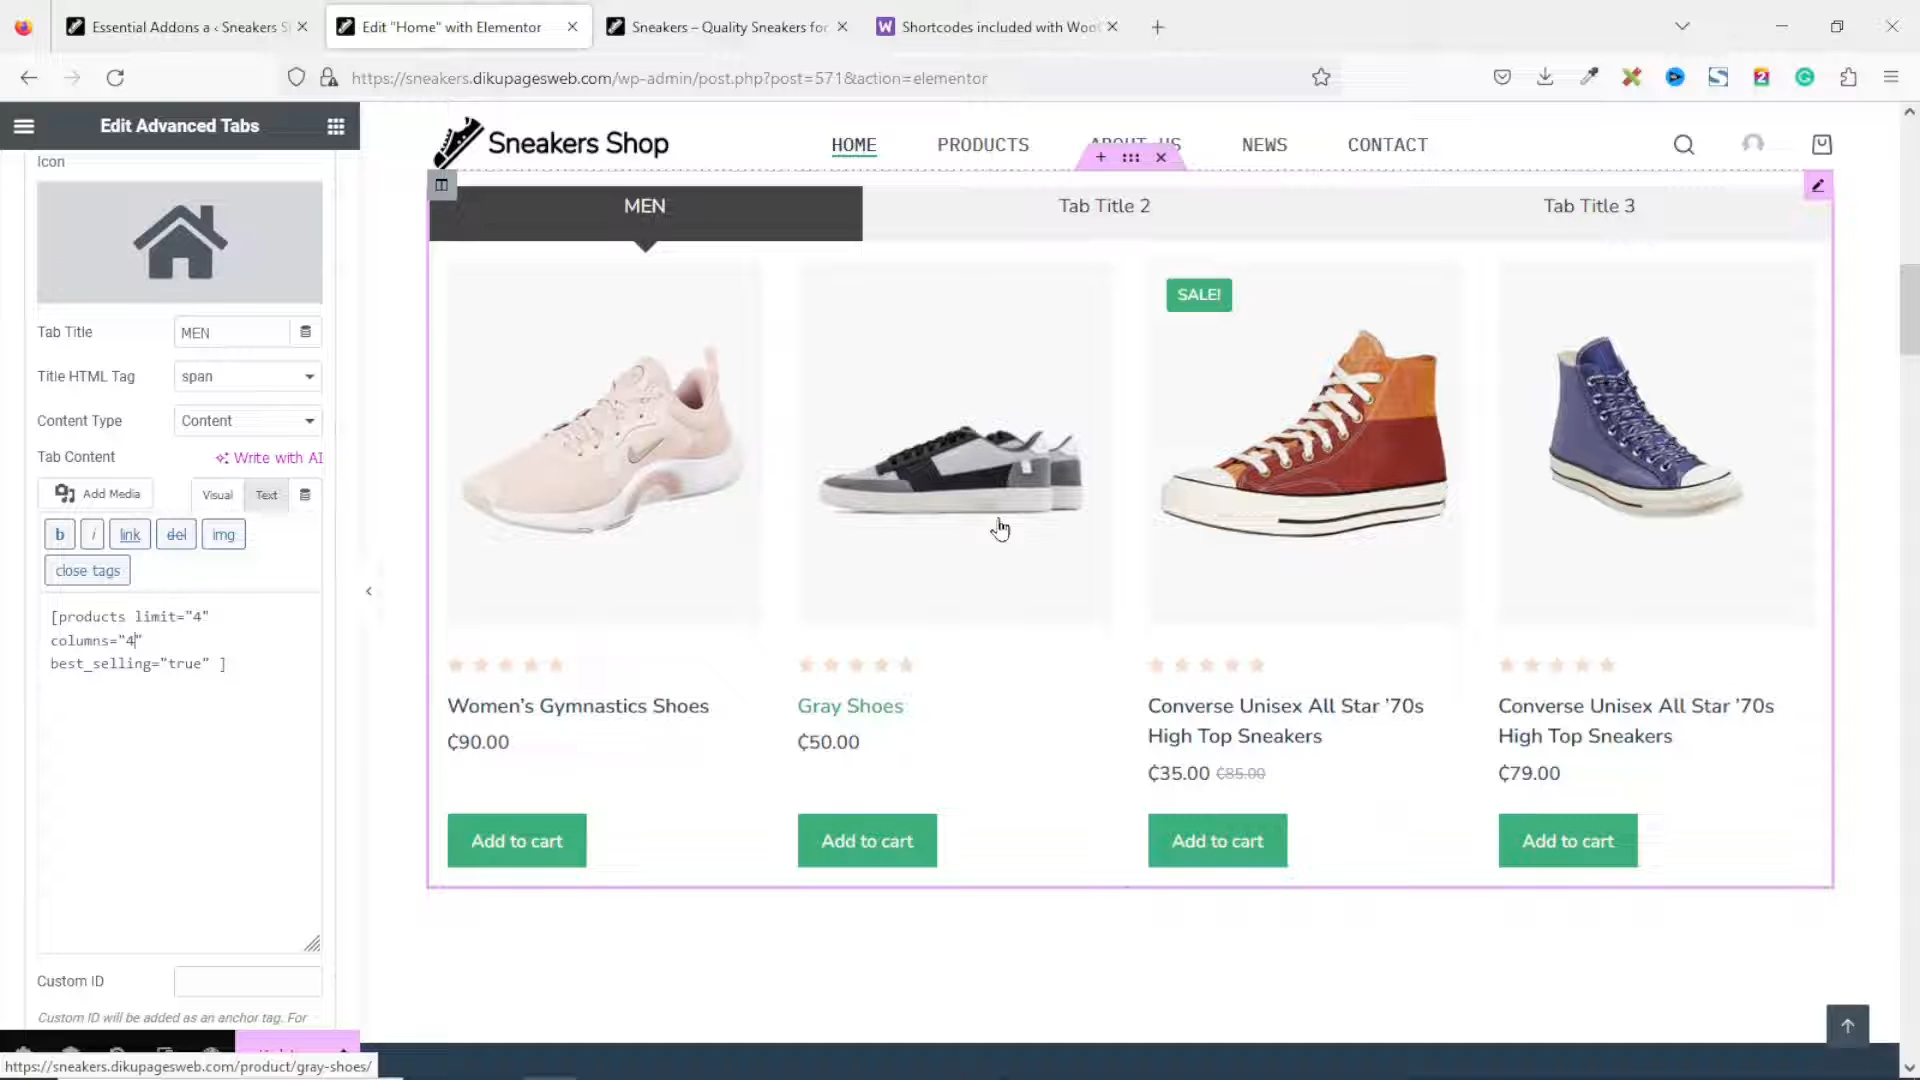 Essential Addons a ‹ Sneakers S
Edit "Home" with Elementor
Sneakers – Quality Sneakers for
W Shortcodes included with Woo
https://sneakers.dikupagesweb.com/wp-admin/post.php?post=571&action=elementor
Edit Advanced Tabs
Icon
Tab Title
MEN
Title HTML Tag
span
Content Type
Content
Tab Content
Write with AI
Add Media
Visual
Text
b
i
link
del
img
close tags
[products limit="4"
columns="4"
best_selling="true" ]
Custom ID
Custom ID will be added as an anchor tag. For
https://sneakers.dikupagesweb.com/product/gray-shoes/
Sneakers Shop
HOME
PRODUCTS
ABOUT US
NEWS
CONTACT
MEN
Tab Title 2
Tab Title 3
SALE!
Women's Gymnastics Shoes
₵90.00
Add to cart
Gray Shoes
₵50.00
Add to cart
Converse Unisex All Star '70s
High Top Sneakers
₵35.00 ₵85.00
Add to cart
Converse Unisex All Star '70s
High Top Sneakers
₵79.00
Add to cart